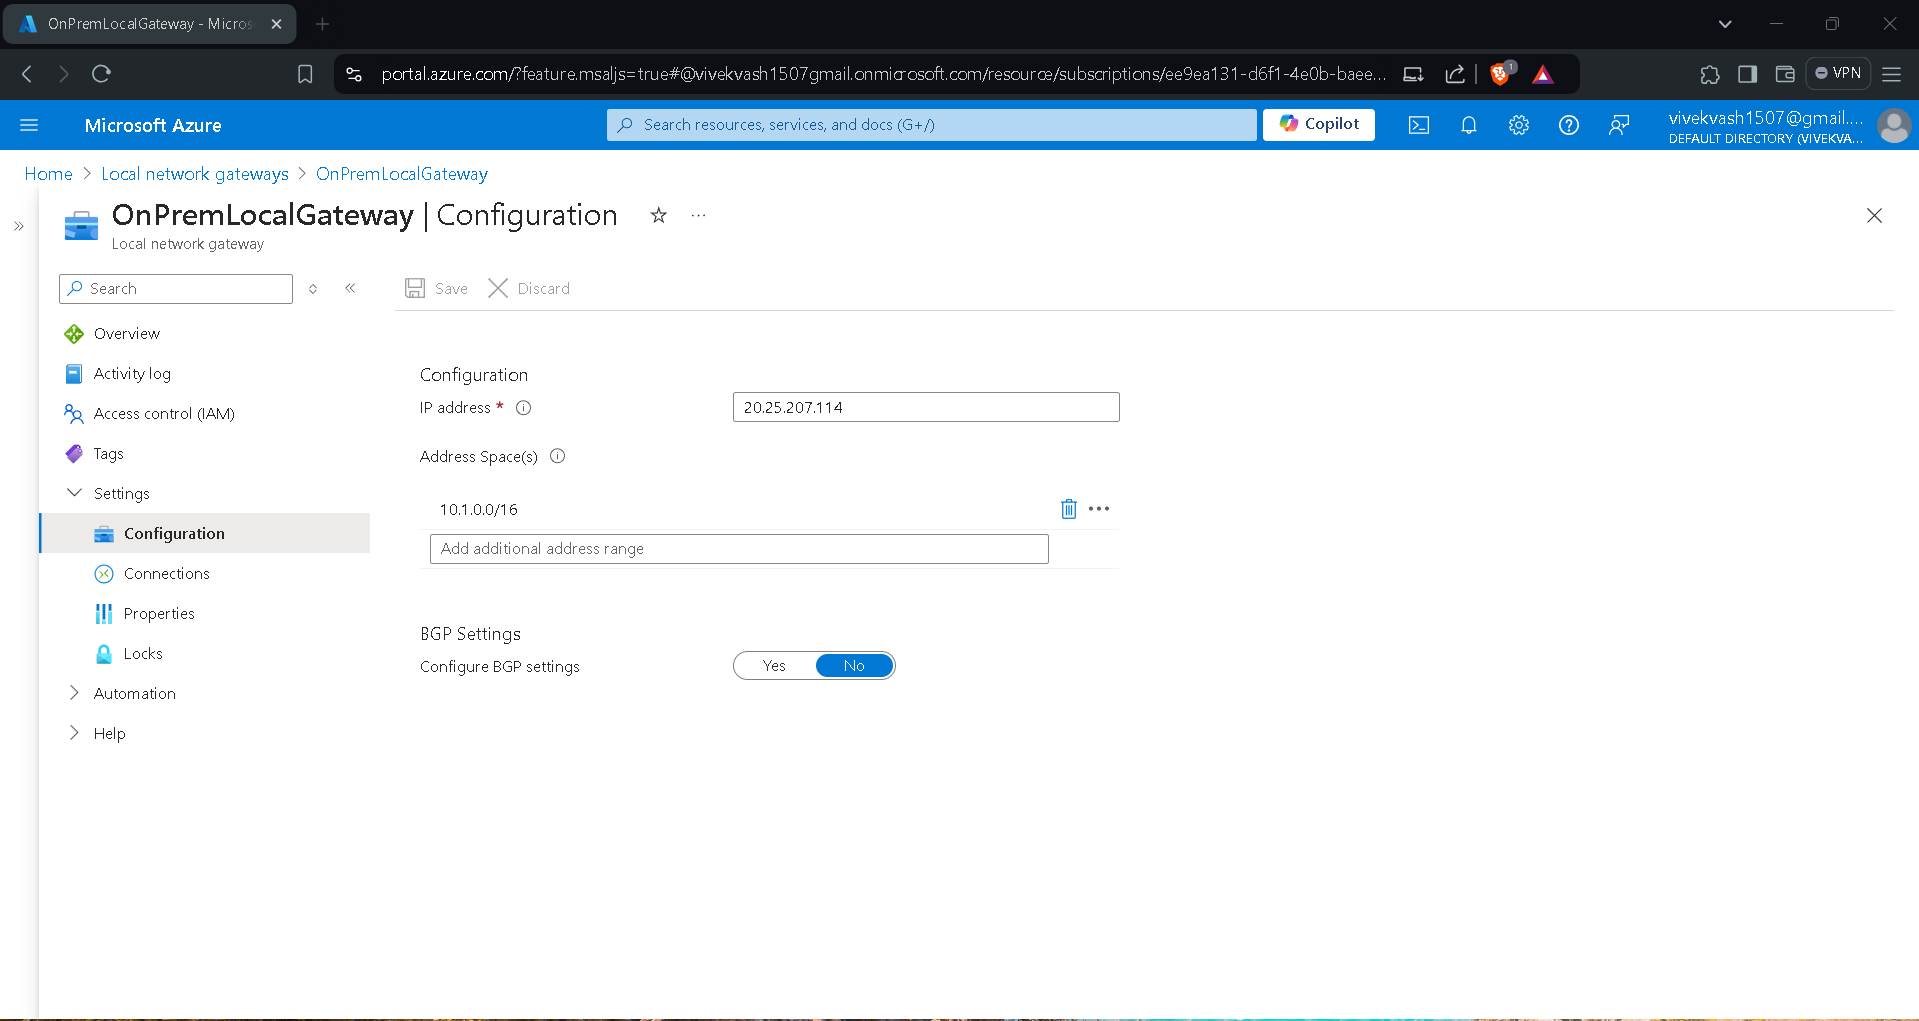 OnPremLocalGateway - Micros
portal.azure.com/?feature.msaljs=true#@vivekvash1507gmail.onmicrosoft.com/resource/subscriptions/ee9ea131-d6f1-4e0b-baee...
1
VPN
Microsoft Azure
Search resources, services, and docs (G+/)
Copilot
vivekvash1507@gmail....
DEFAULT DIRECTORY (VIVEKVA...
Home > Local network gateways > OnPremLocalGateway
OnPremLocalGateway | Configuration
Local network gateway
Search
Save
Discard
Overview
Activity log
Access control (IAM)
Tags
Settings
Configuration
Connections
Properties
Locks
Automation
Help
Configuration
IP address *
20.25.207.114
Address Space(s)
10.1.0.0/16
Add additional address range
BGP Settings
Configure BGP settings
Yes
No